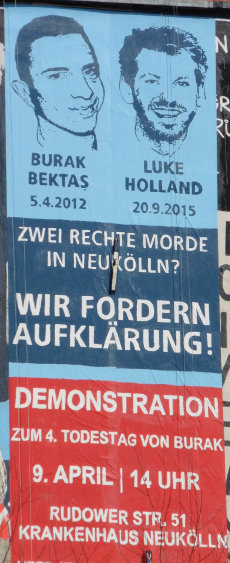 BURAK
BEKTAŞ
5.4.2012
LUKE
HOLLAND
20.9.2015
ZWEI RECHTE MORDE
IN NEUKÖLLN?
WIR FORDERN
AUFKLÄRUNG!
DEMONSTRATION
ZUM 4. TODESTAG VON BURAK
9. APRIL | 14 UHR
RUDOWER STR. 51
KRANKENHAUS NEUKÖLLN